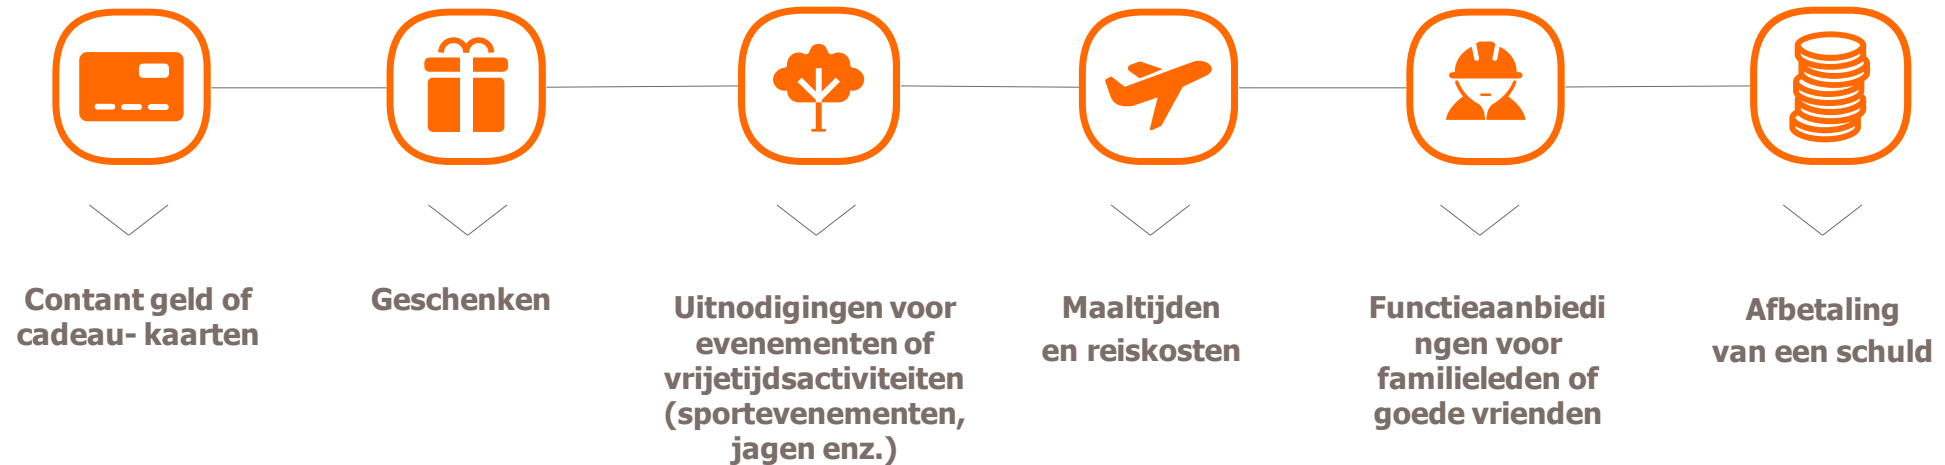 Contant geld of
cadeau- kaarten
Geschenken
Uitnodigingen voor
evenementen of
vrijetijdsactiviteiten
(sportevenementen,
jagen enz.)
Maaltijden
en reiskosten
Functieaanbiedi
ngen voor
familieleden of
goede vrienden
Afbetaling
van een schuld